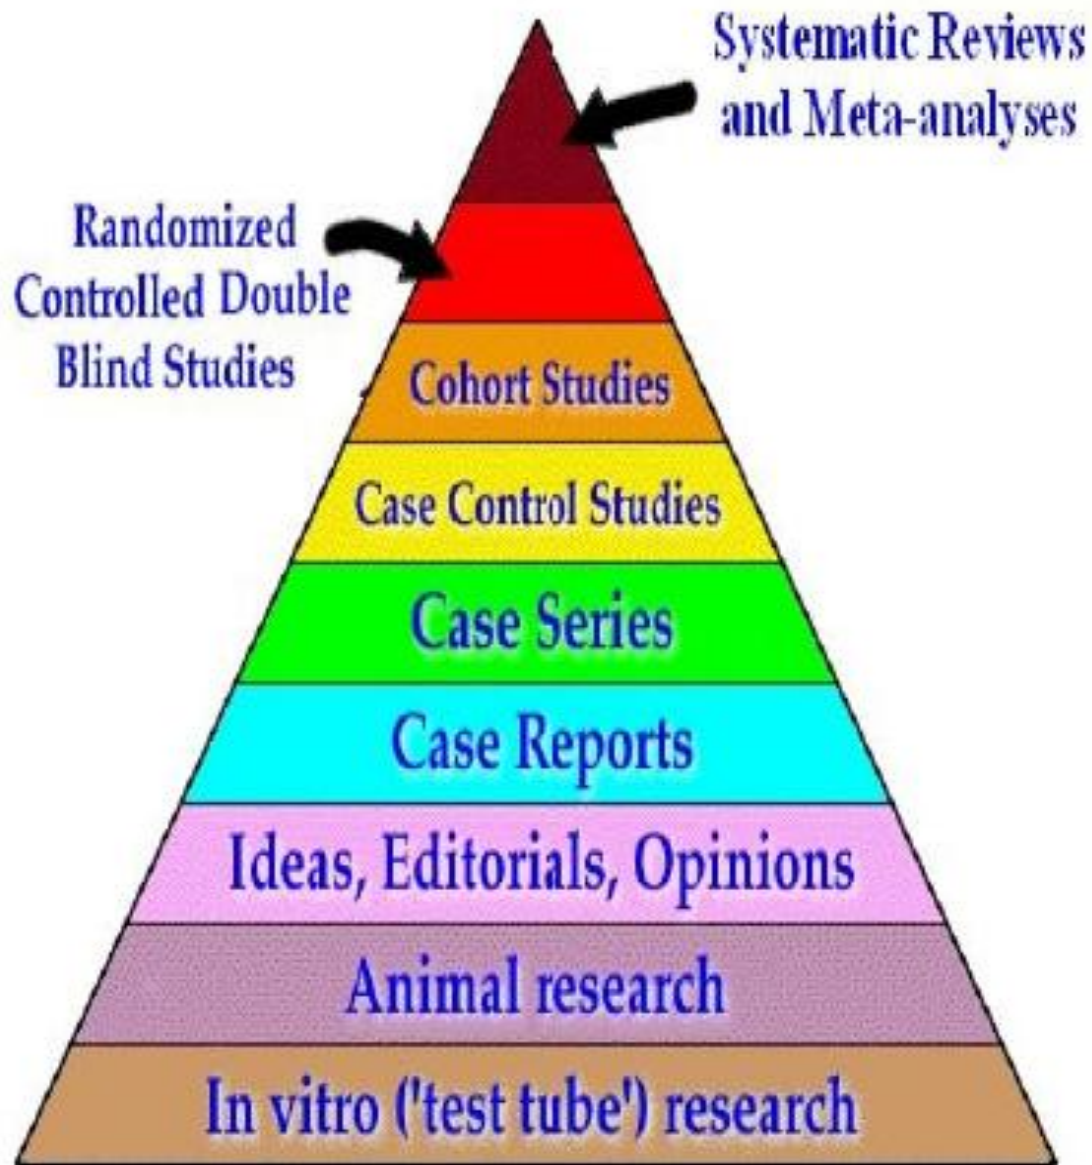 Systematic Reviews
and Meta-analyses
Randomized
Controlled Double
Blind Studies
Cohort Studies
Case Control Studies
Case Series
Case Reports
Ideas, Editorials, Opinions
Animal research
In vitro ('test tube') research